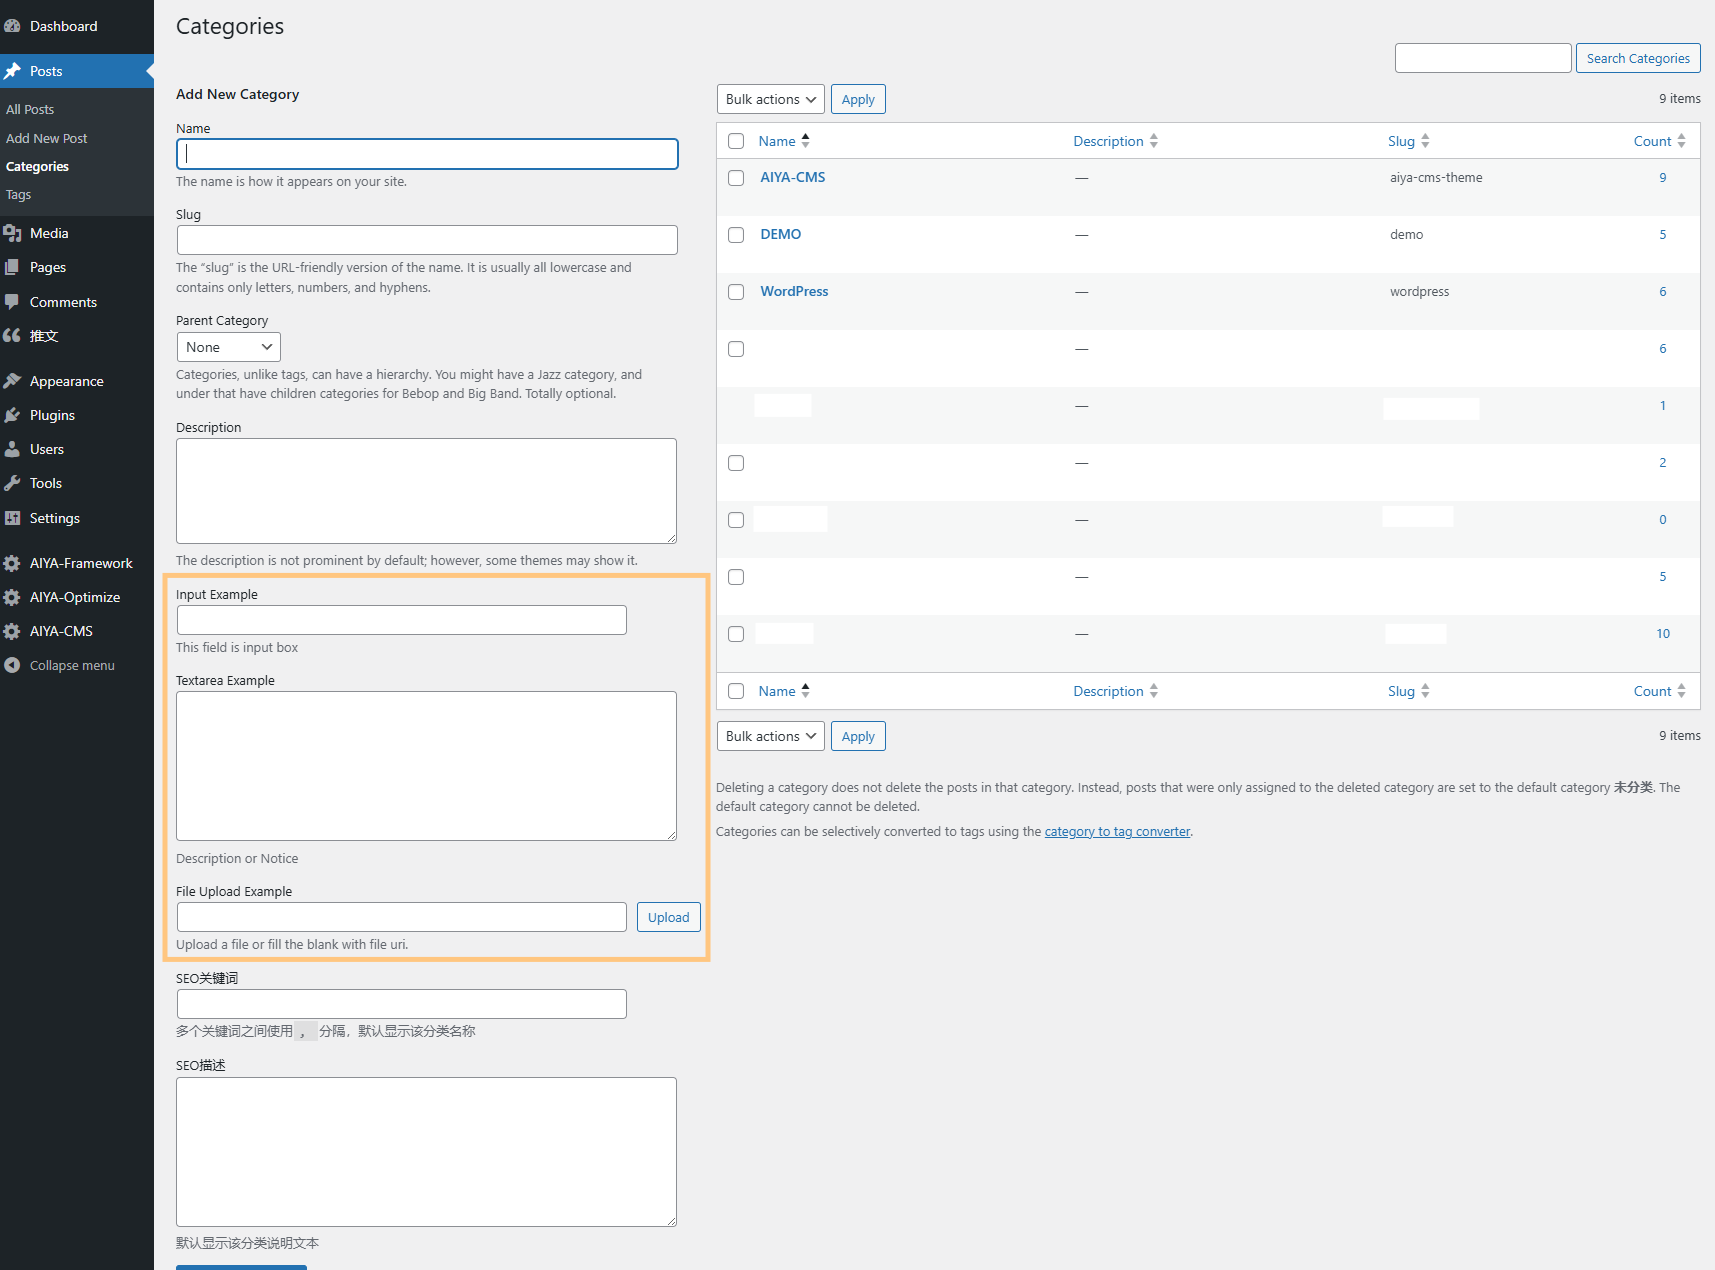 Dashboard
Posts
All Posts
Add New Post
Categories
Tags
Media
Pages
Comments
推文
Appearance
Plugins
Users
Tools
Settings
AIYA-Framework
AIYA-Optimize
AIYA-CMS
Collapse menu
Categories
Search Categories
Add New Category
Name
The name is how it appears on your site.
Slug
The “slug” is the URL-friendly version of the name. It is usually all lowercase and
contains only letters, numbers, and hyphens.
Parent Category
None
Categories, unlike tags, can have a hierarchy. You might have a Jazz category, and
under that have children categories for Bebop and Big Band. Totally optional.
Description
The description is not prominent by default; however, some themes may show it.
Input Example
This field is input box
Textarea Example
Description or Notice
File Upload Example
Upload
Upload a file or fill the blank with file uri.
SEO关键词
多个关键词之间使用 , 分隔，默认显示该分类名称
SEO描述
默认显示该分类说明文本
Bulk actions Apply 9 items
Name Description Slug Count
AIYA-CMS — aiya-cms-theme 9
DEMO — demo 5
WordPress — wordpress 6
— 6
— 1
— 2
— 0
— 5
— 10
Name Description Slug Count
Bulk actions Apply 9 items
Deleting a category does not delete the posts in that category. Instead, posts that were only assigned to the deleted category are set to the default category 未分类. The
default category cannot be deleted.
Categories can be selectively converted to tags using the category to tag converter.